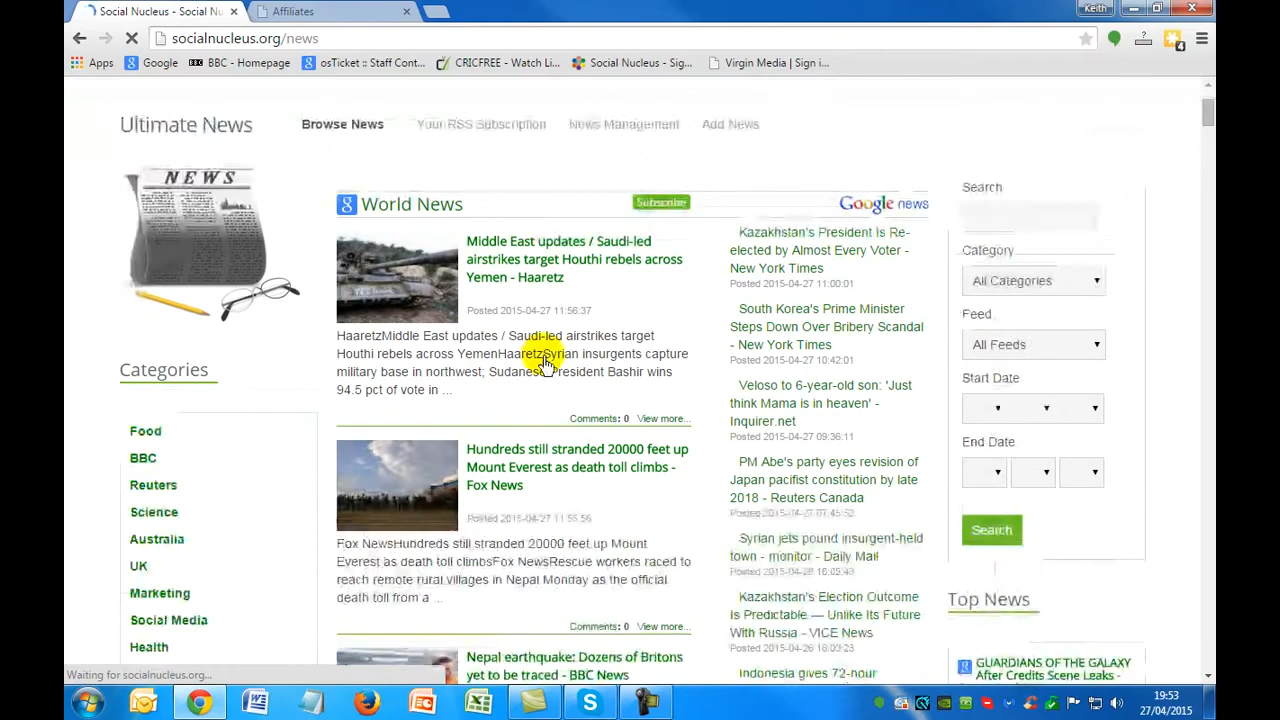 Social Nucleus - Social Nu
Affiliates
Keith
socialnucleus.org/news
4
Apps
Google
BBC - Homepage
osTicket :: Staff Cont...
CRICFREE - Watch Li...
Social Nucleus - Sig...
Virgin Media | Sign i...
Ultimate News
Browse News
Your RSS Subscription
News Management
Add News
NEWS
Categories
Food
BBC
Reuters
Science
Australia
UK
Marketing
Social Media
Health
World News
Subscribe
Google news
Middle East updates / Saudi-led
airstrikes target Houthi rebels across
Yemen - Haaretz
Posted 2015-04-27 11:56:37
HaaretzMiddle East updates / Saudi-led airstrikes target
Houthi rebels across YemenHaaretzSyrian insurgents capture
military base in northwest; Sudanese President Bashir wins
94.5 pct of vote in ...
Comments: 0 View more...
Hundreds still stranded 20000 feet up
Mount Everest as death toll climbs -
Fox News
Posted 2015-04-27 11:55:56
Fox NewsHundreds still stranded 20000 feet up Mount
Everest as death toll climbsFox NewsRescue workers raced to
reach remote rural villages in Nepal Monday as the official
death toll from a ...
Comments: 0 View more...
Nepal earthquake: Dozens of Britons
yet to be traced - BBC News
Kazakhstan's President Is Re-
elected by Almost Every Voter -
New York Times
Posted 2015-04-27 11:00:01
South Korea's Prime Minister
Steps Down Over Bribery Scandal
- New York Times
Posted 2015-04-27 10:42:01
Veloso to 6-year-old son: 'Just
think Mama is in heaven' -
Inquirer.net
Posted 2015-04-27 09:36:11
PM Abe's party eyes revision of
Japan pacifist constitution by late
2018 - Reuters Canada
Posted 2015-04-27 07:45:52
Syrian jets pound insurgent-held
town - monitor - Daily Mail
Kazakhstan's Election Outcome
Is Predictable — Unlike Its Future
With Russia - VICE News
Indonesia gives 72-hour
Search
Category
All Categories
Feed
All Feeds
Start Date
End Date
Search
Top News
GUARDIANS OF THE GALAXY
After Credits Scene Leaks -
Waiting for socialnucleus.org...
19:53
27/04/2015